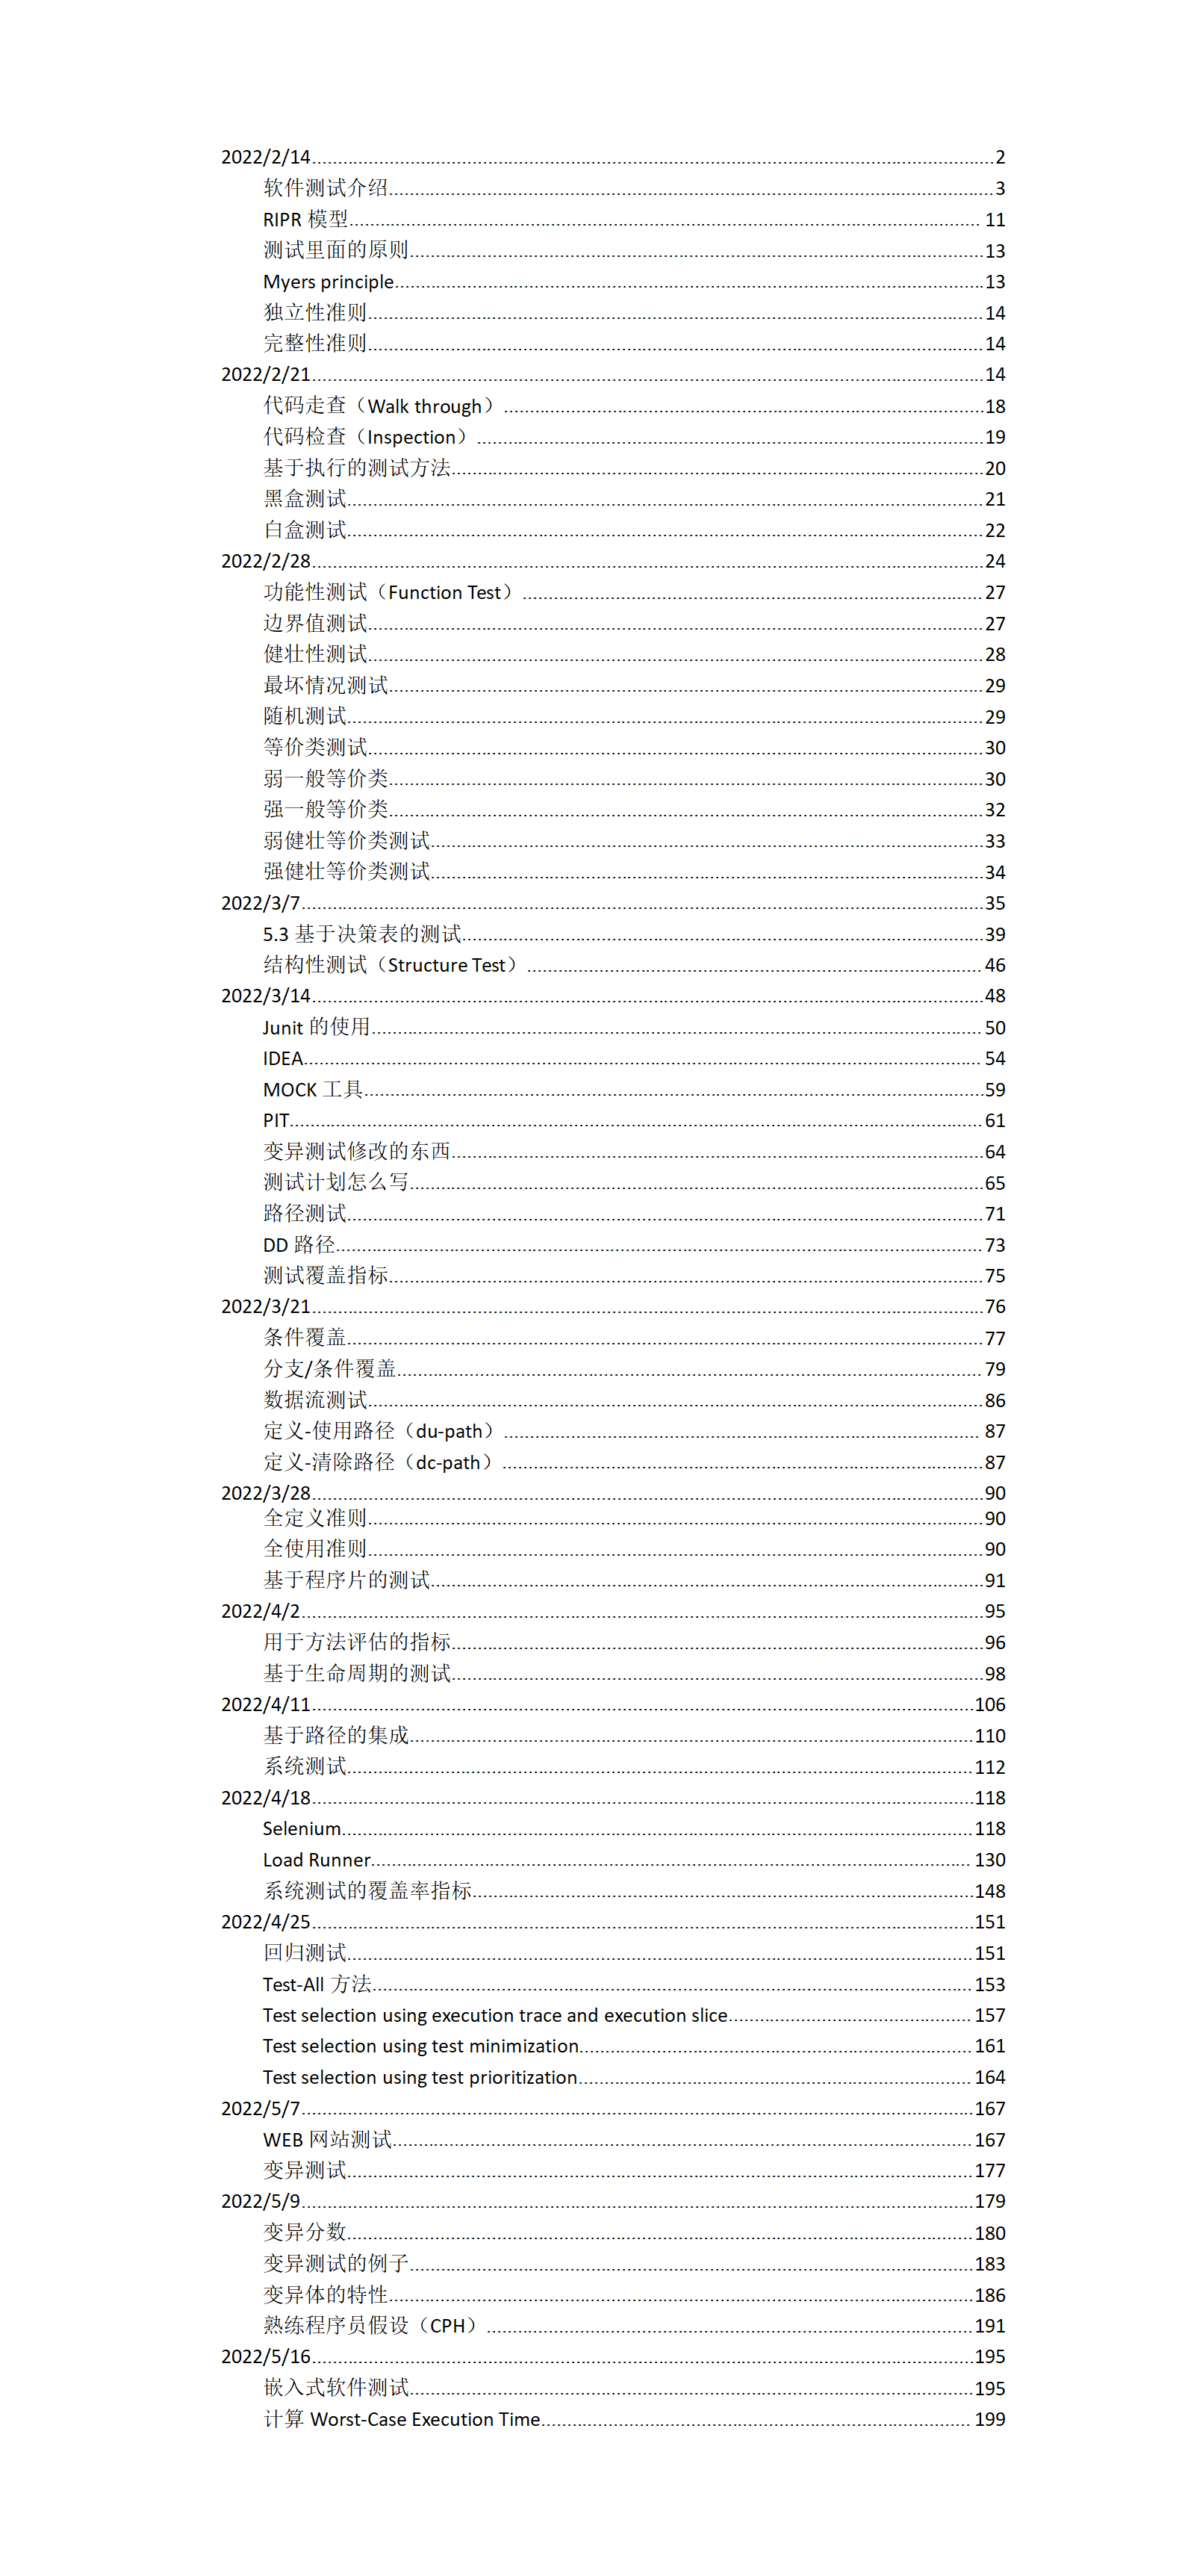 2022/2/14 2
软件测试介绍 3
RIPR 模型 11
测试里面的原则 13
Myers principle 13
独立性准则 14
完整性准则 14
2022/2/21 14
代码走查（Walk through） 18
代码检查（Inspection） 19
基于执行的测试方法 20
黑盒测试 21
白盒测试 22
2022/2/28 24
功能性测试（Function Test） 27
边界值测试 27
健壮性测试 28
最坏情况测试 29
随机测试 29
等价类测试 30
弱一般等价类 30
强一般等价类 32
弱健壮等价类测试 33
强健壮等价类测试 34
2022/3/7 35
5.3 基于决策表的测试 39
结构性测试（Structure Test） 46
2022/3/14 48
Junit 的使用 50
IDEA 54
MOCK 工具 59
PIT 61
变异测试修改的东西 64
测试计划怎么写 65
路径测试 71
DD 路径 73
测试覆盖指标 75
2022/3/21 76
条件覆盖 77
分支/条件覆盖 79
数据流测试 86
定义-使用路径（du-path） 87
定义-清除路径（dc-path） 87
2022/3/28 90
全定义准则 90
全使用准则 90
基于程序片的测试 91
2022/4/2 95
用于方法评估的指标 96
基于生命周期的测试 98
2022/4/11 106
基于路径的集成 110
系统测试 112
2022/4/18 118
Selenium 118
Load Runner 130
系统测试的覆盖率指标 148
2022/4/25 151
回归测试 151
Test-All 方法 153
Test selection using execution trace and execution slice 157
Test selection using test minimization 161
Test selection using test prioritization 164
2022/5/7 167
WEB 网站测试 167
变异测试 177
2022/5/9 179
变异分数 180
变异测试的例子 183
变异体的特性 186
熟练程序员假设（CPH） 191
2022/5/16 195
嵌入式软件测试 195
计算 Worst-Case Execution Time 199